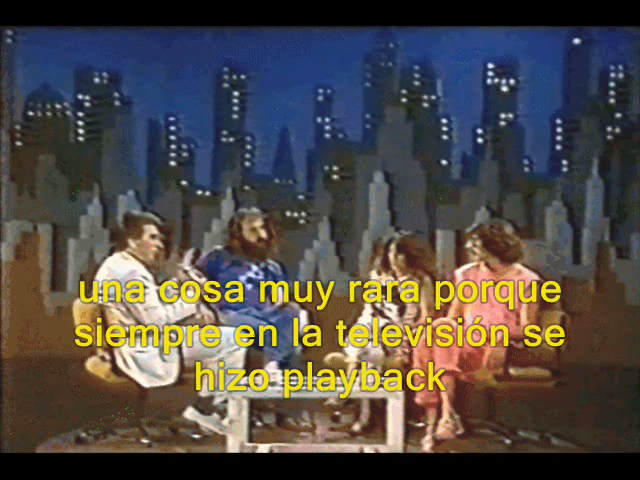 una cosa muy rara porque
siempre en la televisión se
hizo playback